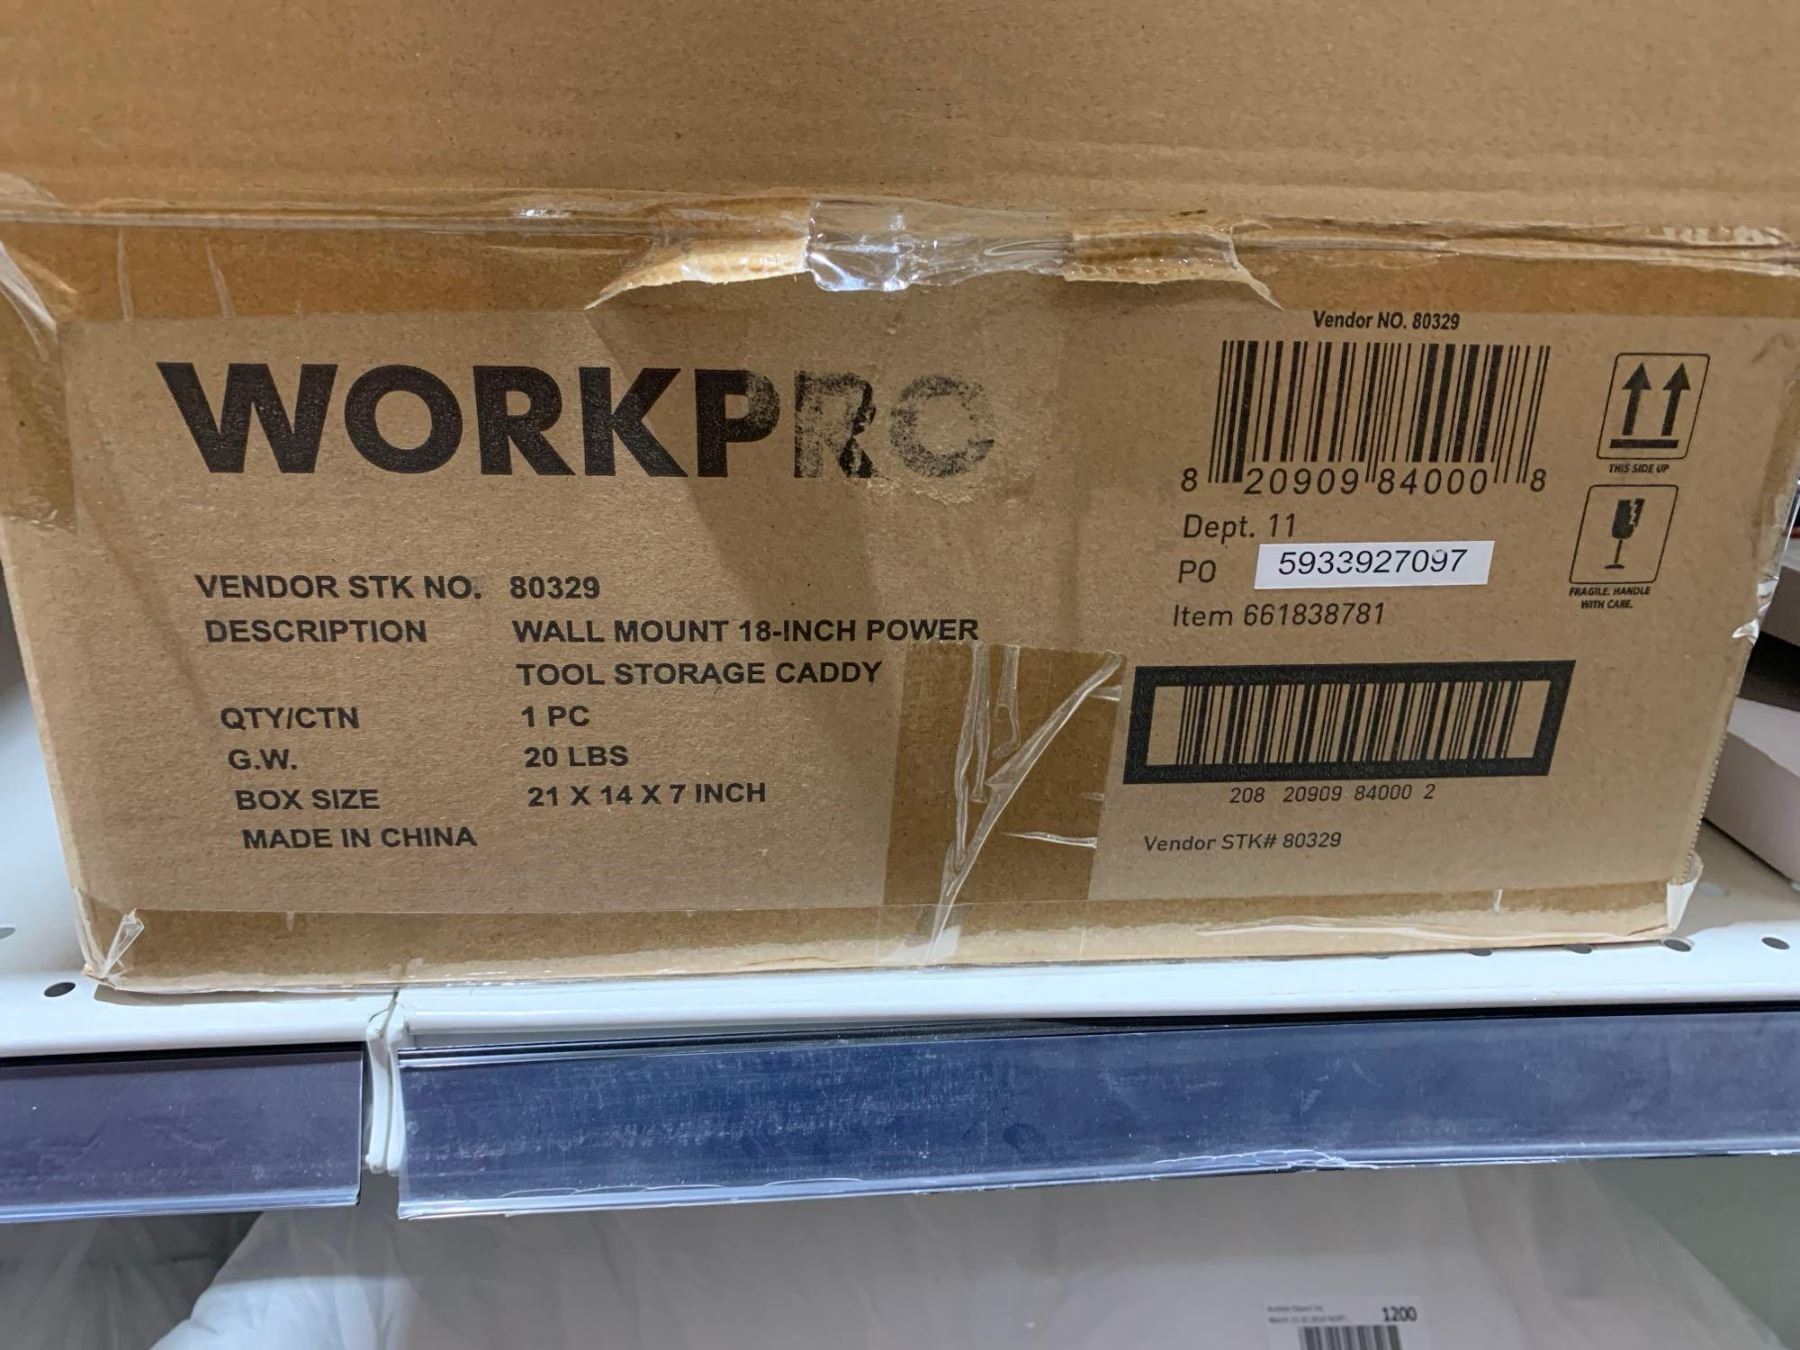 WORKPRO
VENDOR STK NO. 80329
DESCRIPTION WALL MOUNT 18-INCH POWER
TOOL STORAGE CADDY
QTY/CTN 1 PC
G.W. 20 LBS
BOX SIZE 21 X 14 X 7 INCH
MADE IN CHINA
Vendor NO. 80329
8 20909 84000 8
Dept. 11
PO 5933927097
Item 661838781
THIS SIDE UP
FRAGILE. HANDLE
WITH CARE.
208 20909 84000 2
Vendor STK# 80329
1200